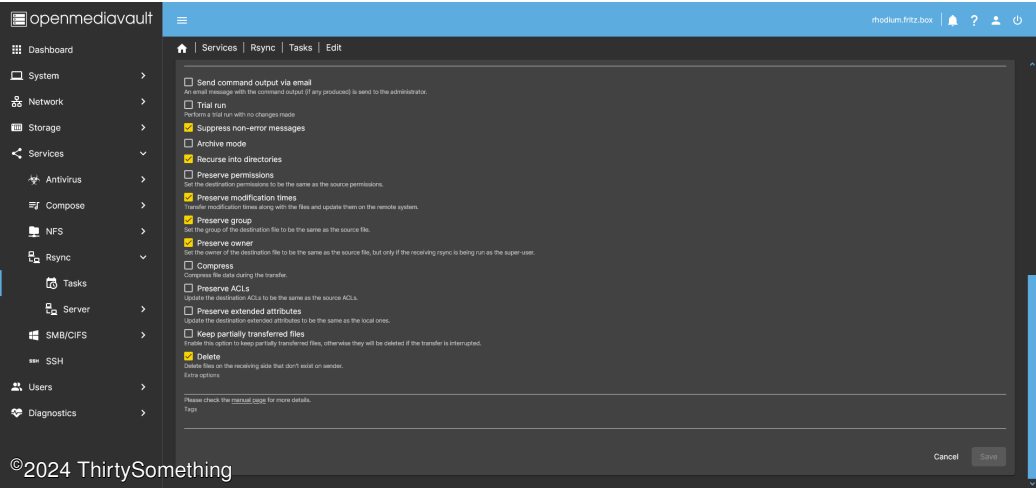 openmediavault
rhodium.fritz.box
Dashboard
System
Network
Storage
Services
Antivirus
Compose
NFS
Rsync
Tasks
Server
SMB/CIFS
SSH SSH
Users
Diagnostics
| Services | Rsync | Tasks | Edit
Send command output via email
An email message with the command output (if any produced) is send to the administrator.
Trial run
Perform a trial run with no changes made
Suppress non-error messages
Archive mode
Recurse into directories
Preserve permissions
Set the destination permissions to be the same as the source permissions.
Preserve modification times
Transfer modification times along with the files and update them on the remote system.
Preserve group
Set the group of the destination file to be the same as the source file.
Preserve owner
Set the owner of the destination file to be the same as the source file, but only if the receiving rsync is being run as the super-user.
Compress
Compress file data during the transfer.
Preserve ACLs
Update the destination ACLs to be the same as the source ACLs.
Preserve extended attributes
Update the destination extended attributes to be the same as the local ones.
Keep partially transferred files
Enable this option to keep partially transferred files, otherwise they will be deleted if the transfer is interrupted.
Delete
Delete files on the receiving side that don't exist on sender.
Extra options
Please check the manual page for more details.
Tags
Cancel
Save
©2024 ThirtySomething